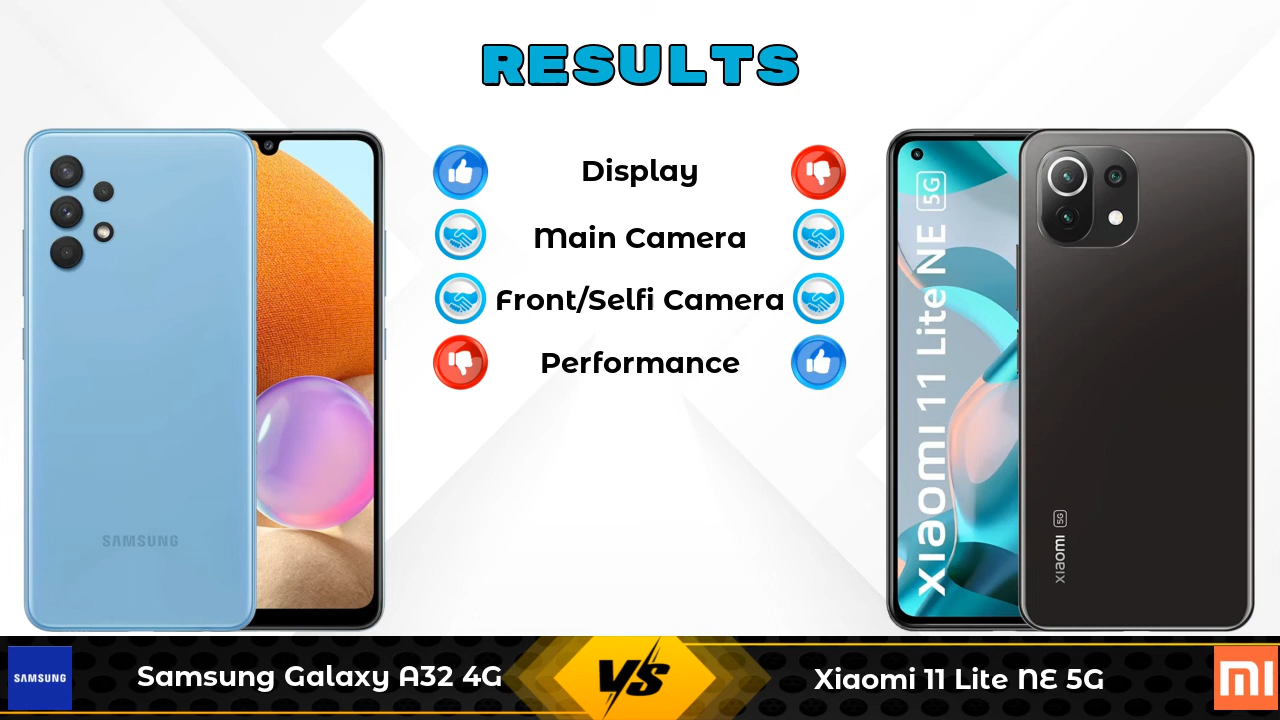 RESULTS
Display
Main Camera
Front/Selfi Camera
Performance
SAMSUNG
xiaomi 11 Lite NE 5G
xiaomi 5G
SAMSUNG
Samsung Galaxy A32 4G
VS
Xiaomi 11 Lite NE 5G
mi